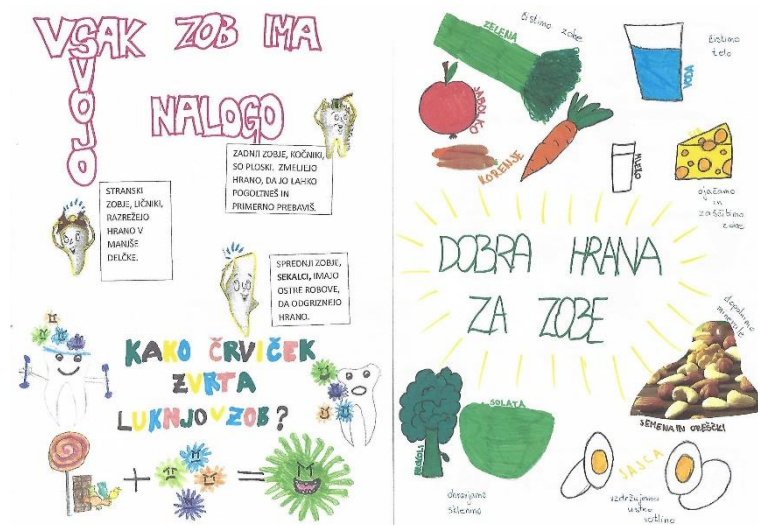 VSAK ZOB IMA
SVOJO
NALOGO
ZADNJI ZOBJE, KOČNIKI,
SO PLOSKI. ZMELJEJO
HRANO, DA JO LAHKO
POGOLTNEŠ IN
PRIMERNO PREBAVIŠ.
STRANSKI
ZOBJE, LIČNIKI,
RAZREŽEJO
HRANO V
MANJŠE
DELČKE.
SPREDNJI ZOBJE,
SEKALCI, IMAJO
OSTRE ROBOVE,
DA ODGRIZNEJO
HRANO.
KAKO ČRVIČEK
ZVRTA
LUKNJO V ZOB?
+
=
ZELENA
čistimo zobe
JABOLKO
KORENJE
VODA
čistimo
telo
MLEKO
ojačamo
in
zaščitimo
zobe
DOBRA HRANA
ZA ZOBE
dopolnimo
minerale
SEMENA IN OREŠČKI
BROKOLI
SOLATA
ohranjamo
sklenino
JAJCA
vzdržujemo
ustno
votlino